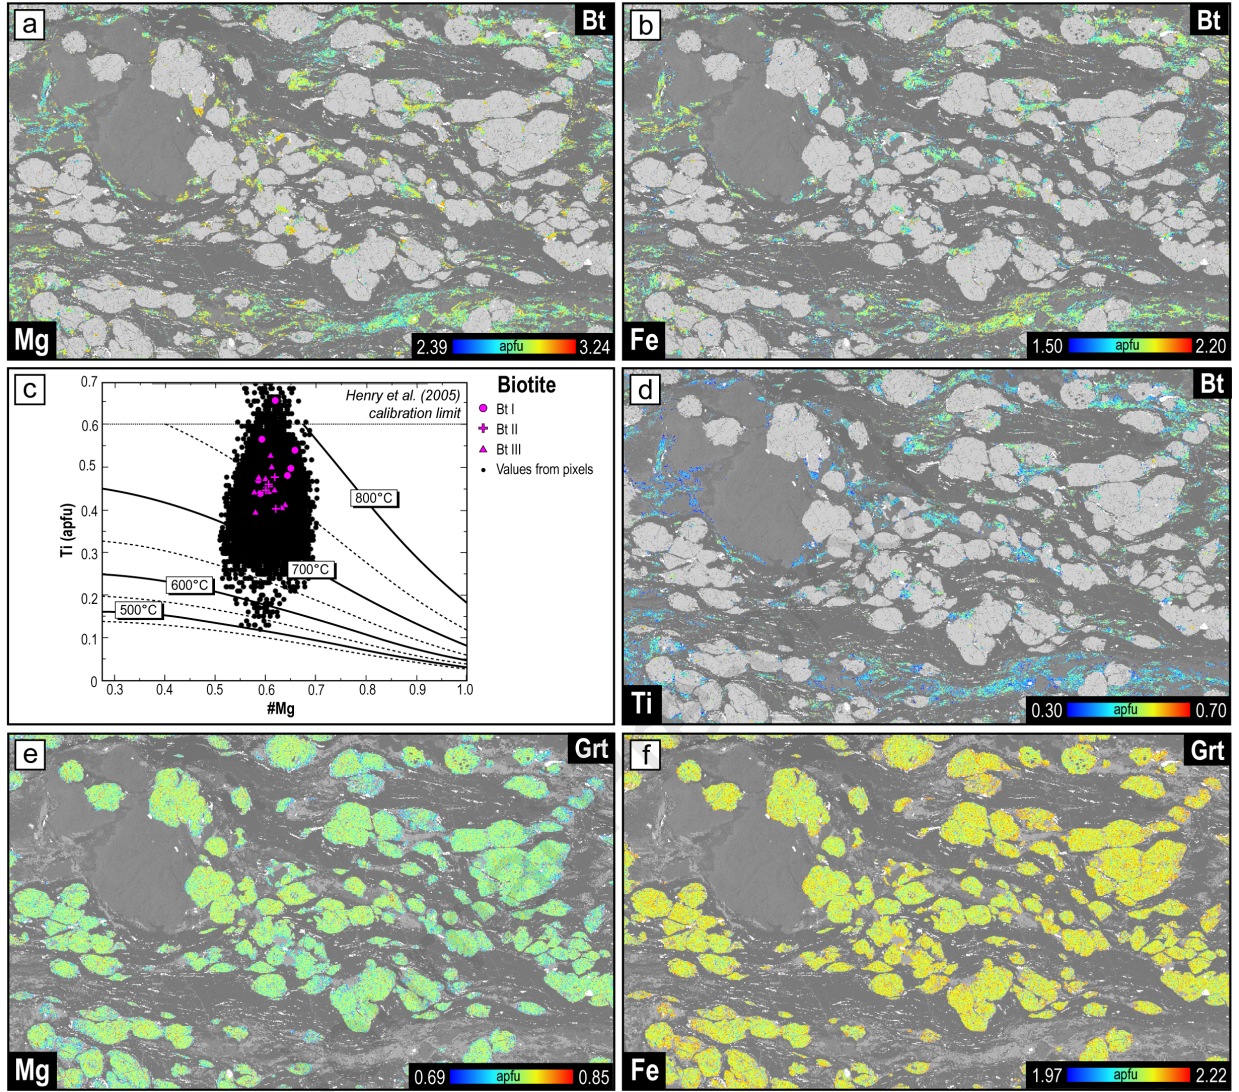 a
Bt
Mg
2.39 apfu 3.24
b
Bt
Fe
1.50 apfu 2.20
c
0.7
0.6
0.5
0.4
0.3
0.2
0.1
0
Ti (apfu)
0.3
0.4
0.5
0.6
0.7
0.8
0.9
1.0
#Mg
Henry et al. (2005)
calibration limit
800°C
700°C
600°C
500°C
Biotite
Bt I
Bt II
Bt III
Values from pixels
d
Bt
Ti
0.30 apfu 0.70
e
Grt
Mg
0.69 apfu 0.85
f
Grt
Fe
1.97 apfu 2.22